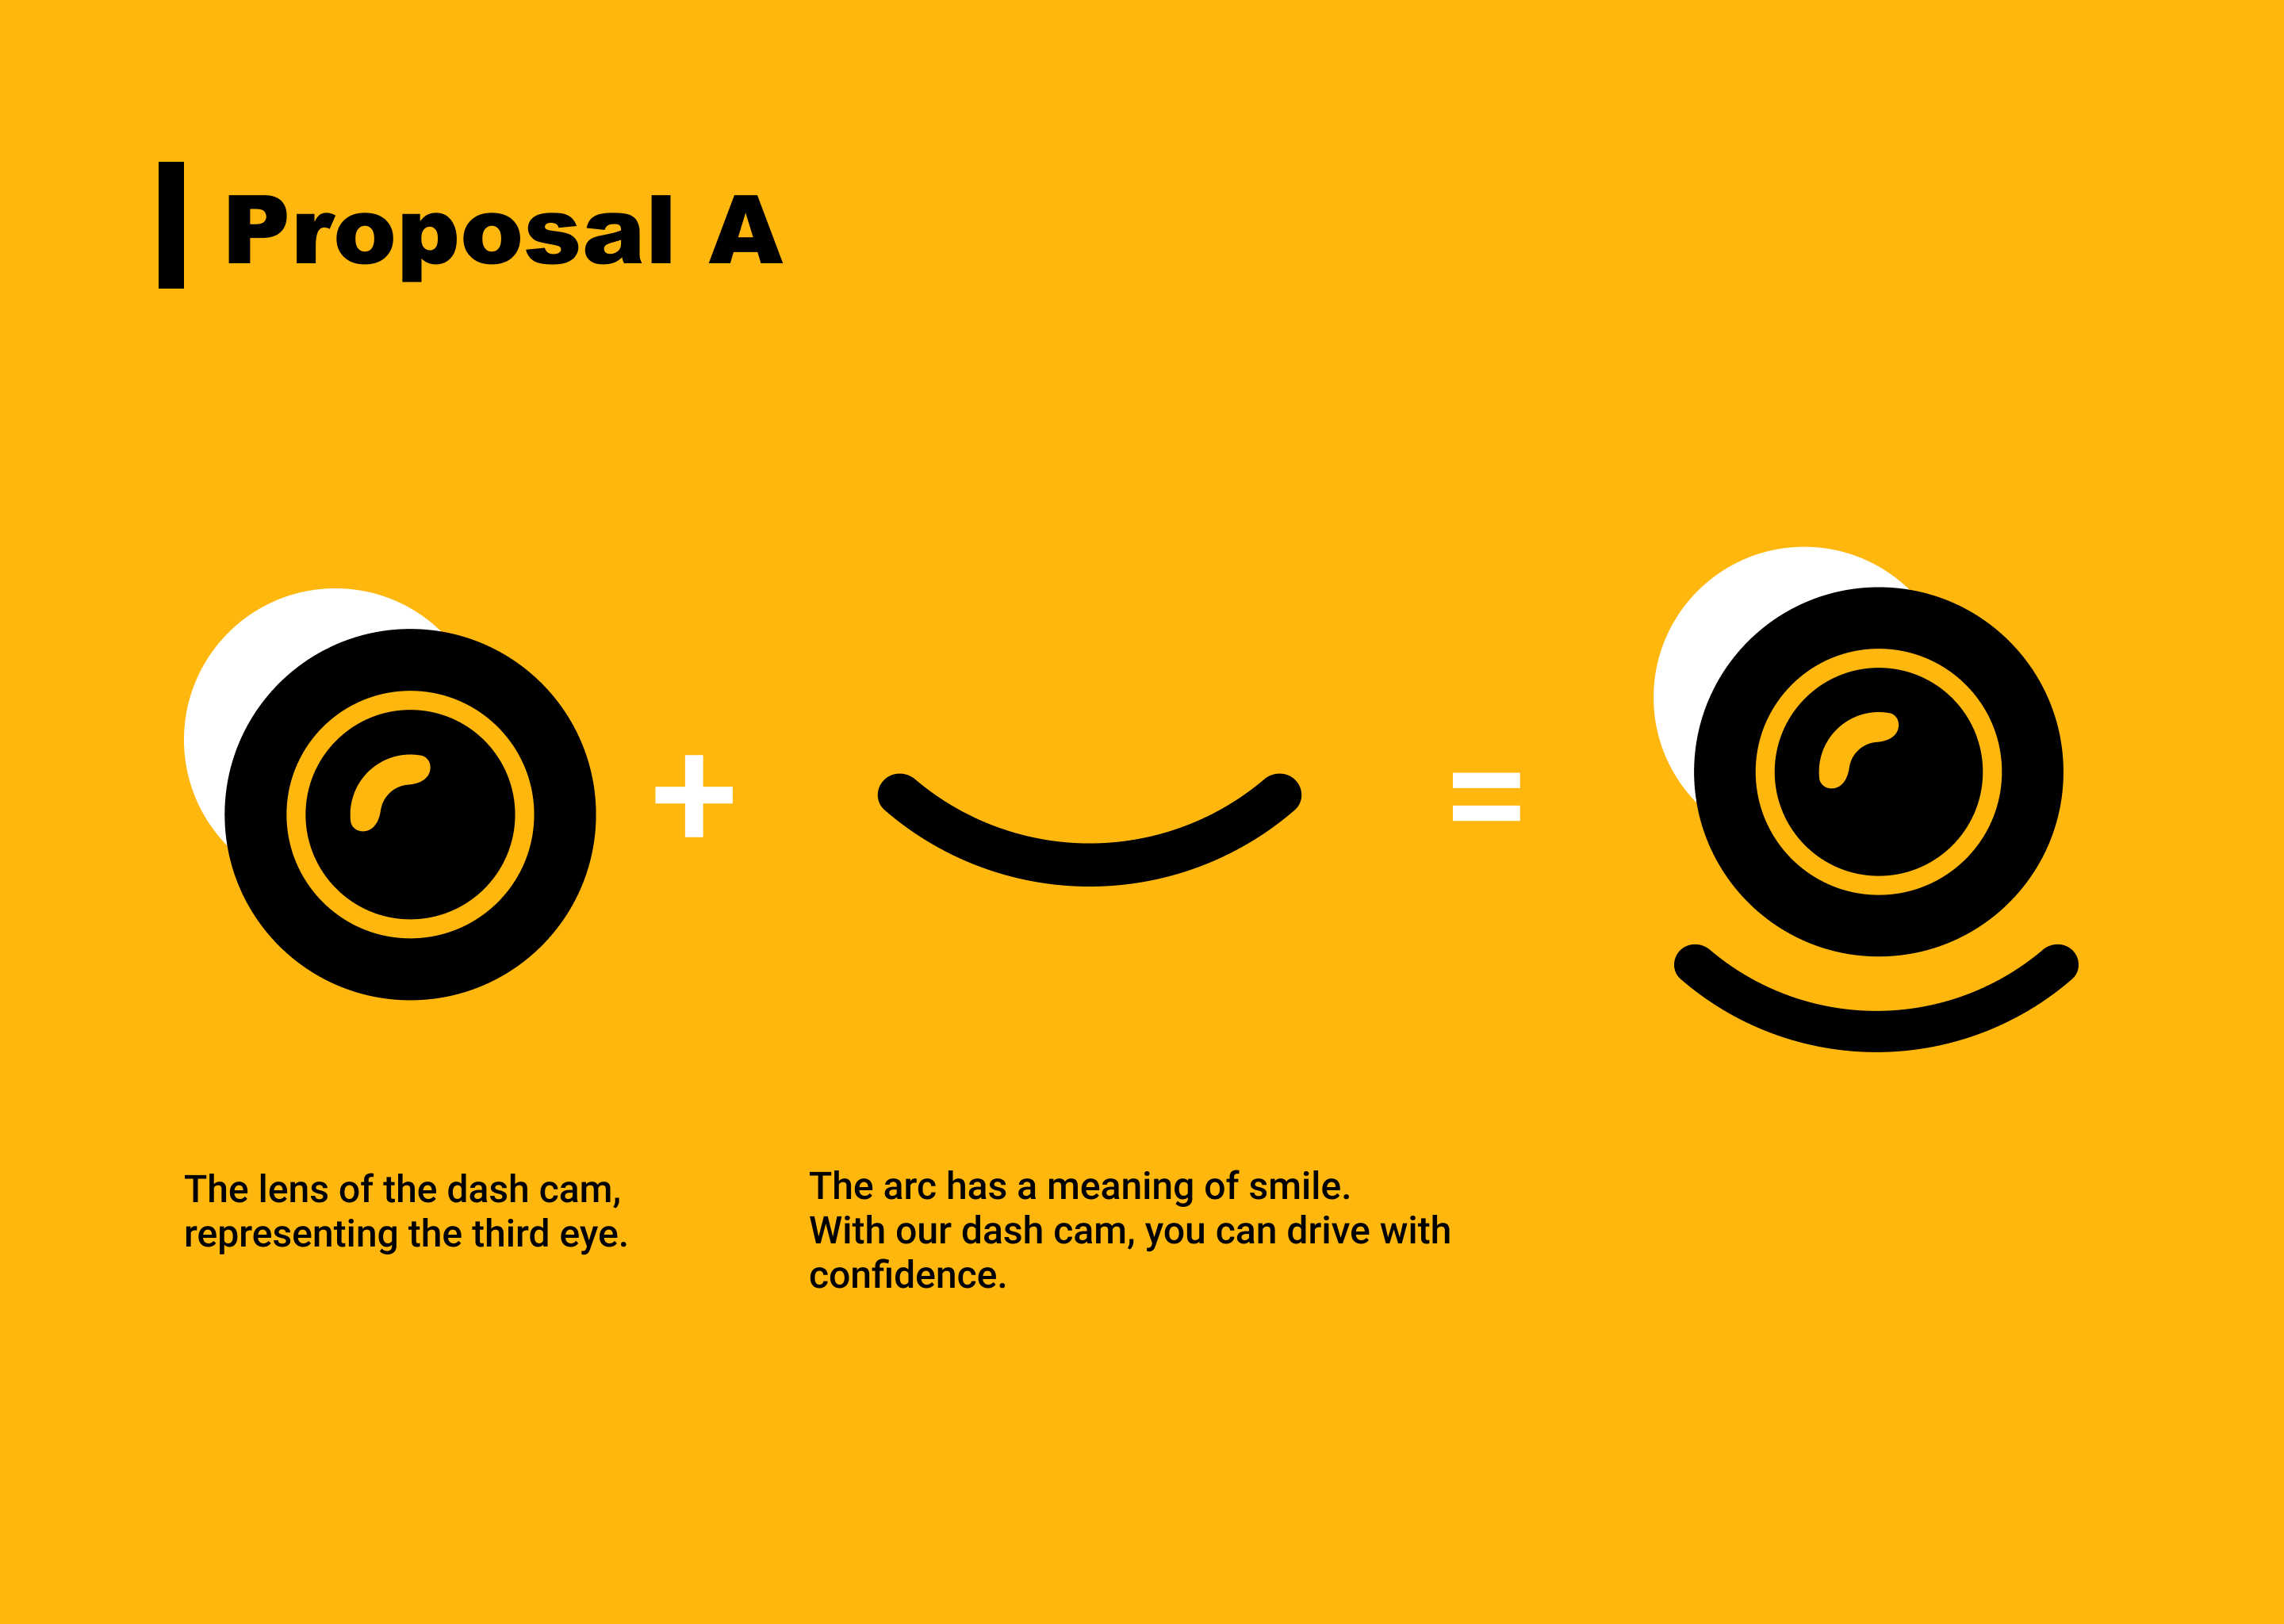 Proposal A
+
=
The lens of the dash cam,
representing the third eye.
The arc has a meaning of smile.
With our dash cam, you can drive with
confidence.